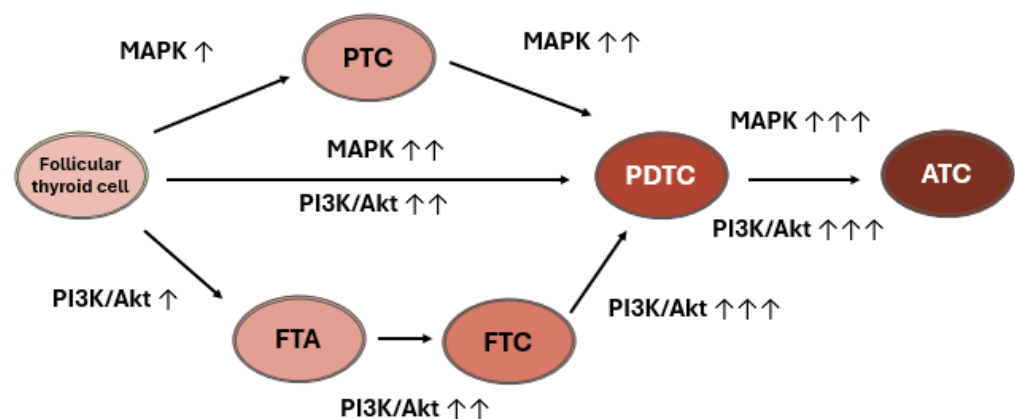 MAPK ↑
PTC
MAPK ↑↑
Follicular
thyroid cell
MAPK ↑↑
PI3K/Akt ↑↑
PDTC
MAPK ↑↑↑
PI3K/Akt ↑↑↑
ATC
PI3K/Akt ↑
FTA
PI3K/Akt ↑↑
FTC
PI3K/Akt ↑↑↑